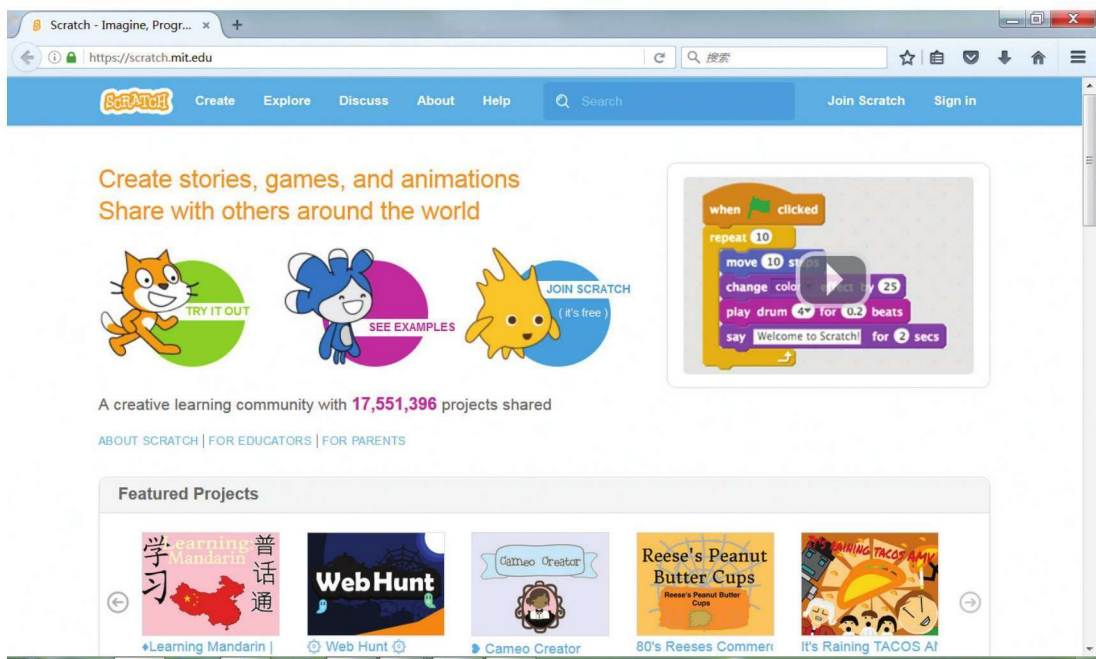 Scratch - Imagine, Progr...
https://scratch.mit.edu
搜索
SCRATCH Create Explore Discuss About Help Search Join Scratch Sign in
Create stories, games, and animations
Share with others around the world
TRY IT OUT
SEE EXAMPLES
JOIN SCRATCH
( it's free )
when clicked
repeat 10
move 10 steps
change color effect by 25
play drum 4 for 0.2 beats
say Welcome to Scratch! for 2 secs
A creative learning community with 17,551,396 projects shared
ABOUT SCRATCH | FOR EDUCATORS | FOR PARENTS
Featured Projects
Learning:
Mandarin
学习
普话通
Web Hunt
Cameo Creator
Reese's Peanut
Butter Cups
Reese's Peanut Butter
Cups
IT'S RAINING TACOS AMV
♦Learning Mandarin |
Web Hunt
Cameo Creator
80's Reeses Commer
It's Raining TACOS